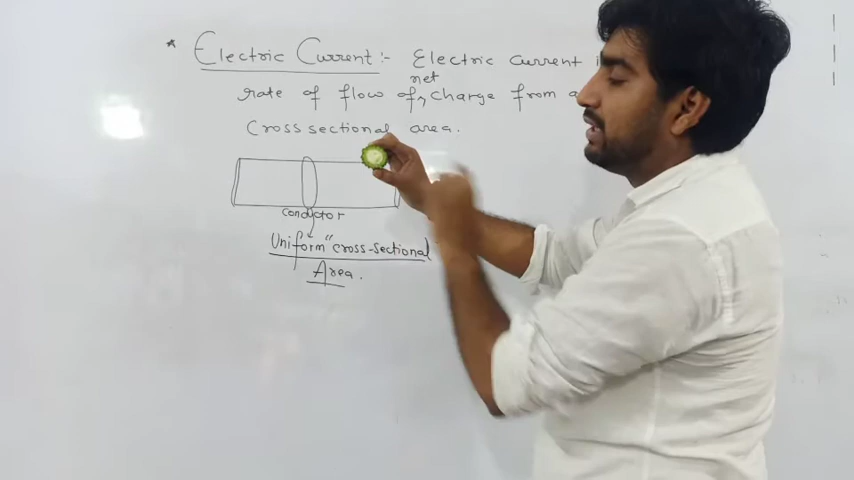 * Electric Current :- Electric current i
rate of flow of net charge from a
Cross sectional area.
conductor
"Uniform" cross-sectional
Area.